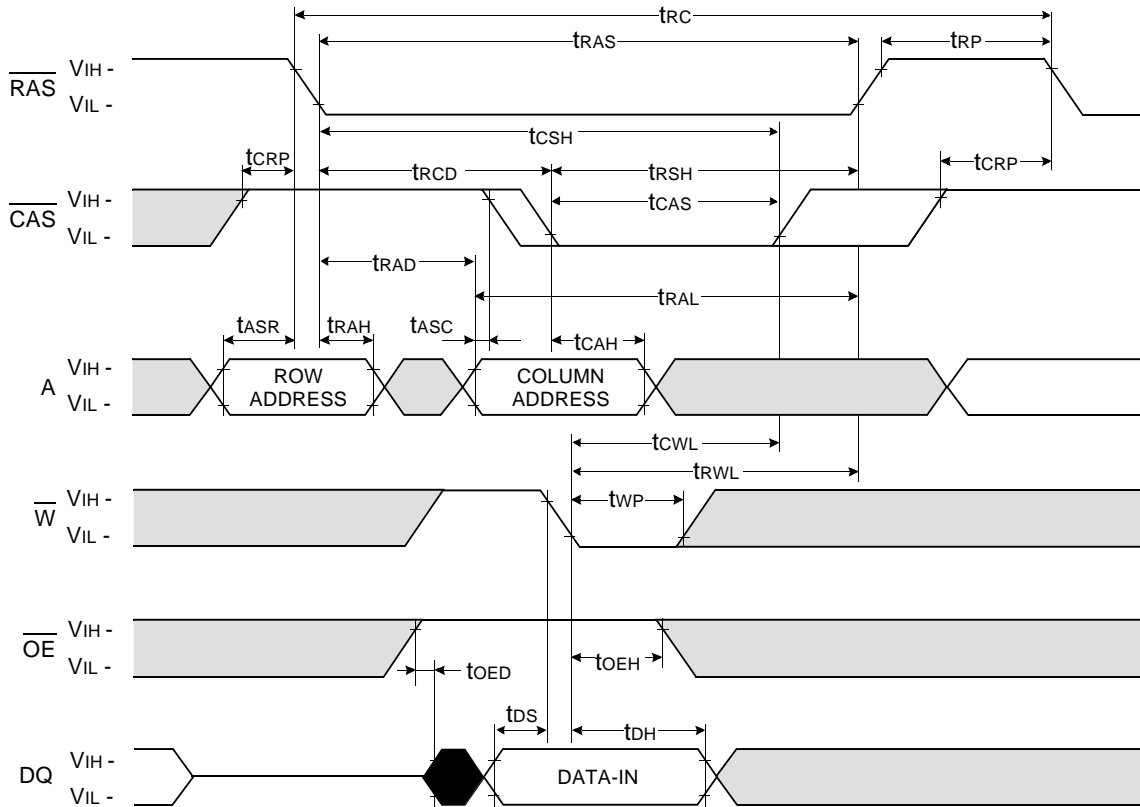 tRC
tRAS
tRP
RAS
VIH -
VIL -
tCSH
tCRP
tRCD
tRSH
tCRP
CAS
VIH -
VIL -
tCAS
tRAD
tRAL
tASR
tRAH
tASC
tCAH
A
VIH -
VIL -
ROW
ADDRESS
COLUMN
ADDRESS
tCWL
tRWL
W
VIH -
VIL -
tWP
OE
VIH -
VIL -
tOED
tOEH
tDS
tDH
DQ
VIH -
VIL -
DATA-IN